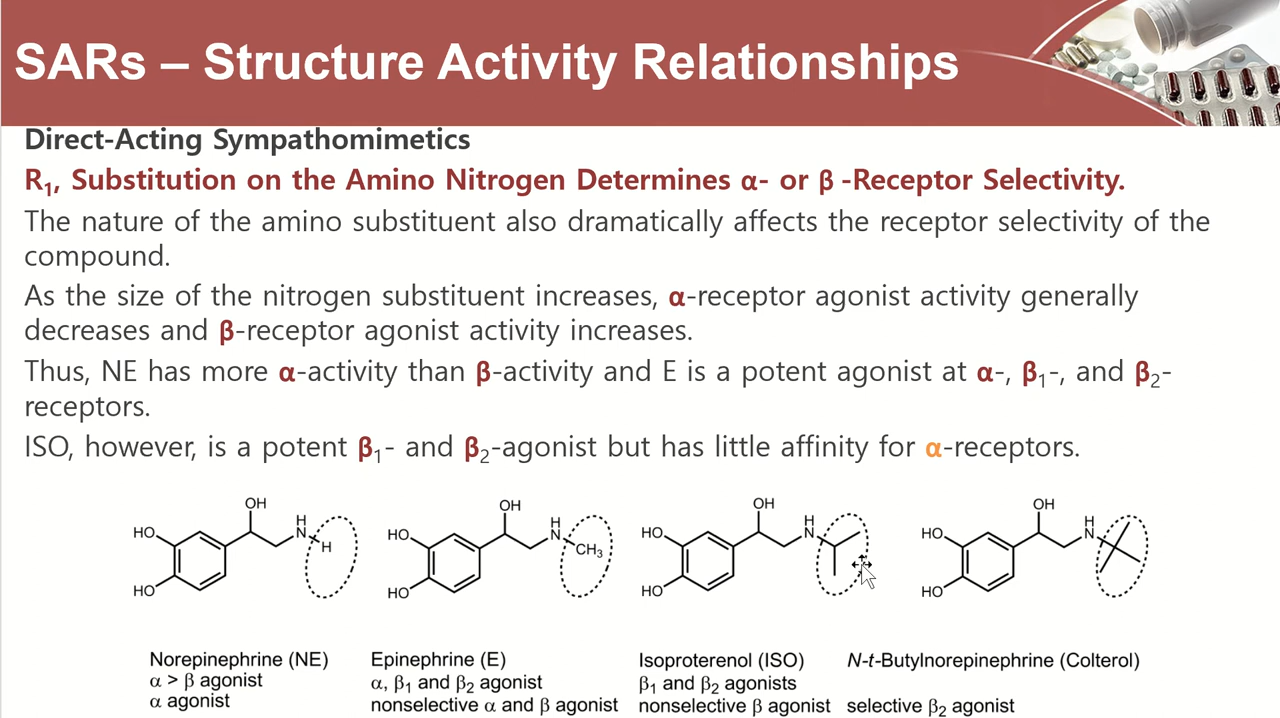 SARs – Structure Activity Relationships
Direct-Acting Sympathomimetics
R₁, Substitution on the Amino Nitrogen Determines α- or β -Receptor Selectivity.
The nature of the amino substituent also dramatically affects the receptor selectivity of the
compound.
As the size of the nitrogen substituent increases, α-receptor agonist activity generally
decreases and β-receptor agonist activity increases.
Thus, NE has more α-activity than β-activity and E is a potent agonist at α-, β₁-, and β₂-
receptors.
ISO, however, is a potent β₁- and β₂-agonist but has little affinity for α-receptors.
OH
HO
H
N
H
HO
OH
HO
H
N
CH₃
HO
OH
HO
H
N
HO
OH
HO
H
N
HO
Norepinephrine (NE)
α > β agonist
α agonist
Epinephrine (E)
α, β₁ and β₂ agonist
nonselective α and β agonist
Isoproterenol (ISO)
β₁ and β₂ agonists
nonselective β agonist
N-t-Butylnorepinephrine (Colterol)
selective β₂ agonist